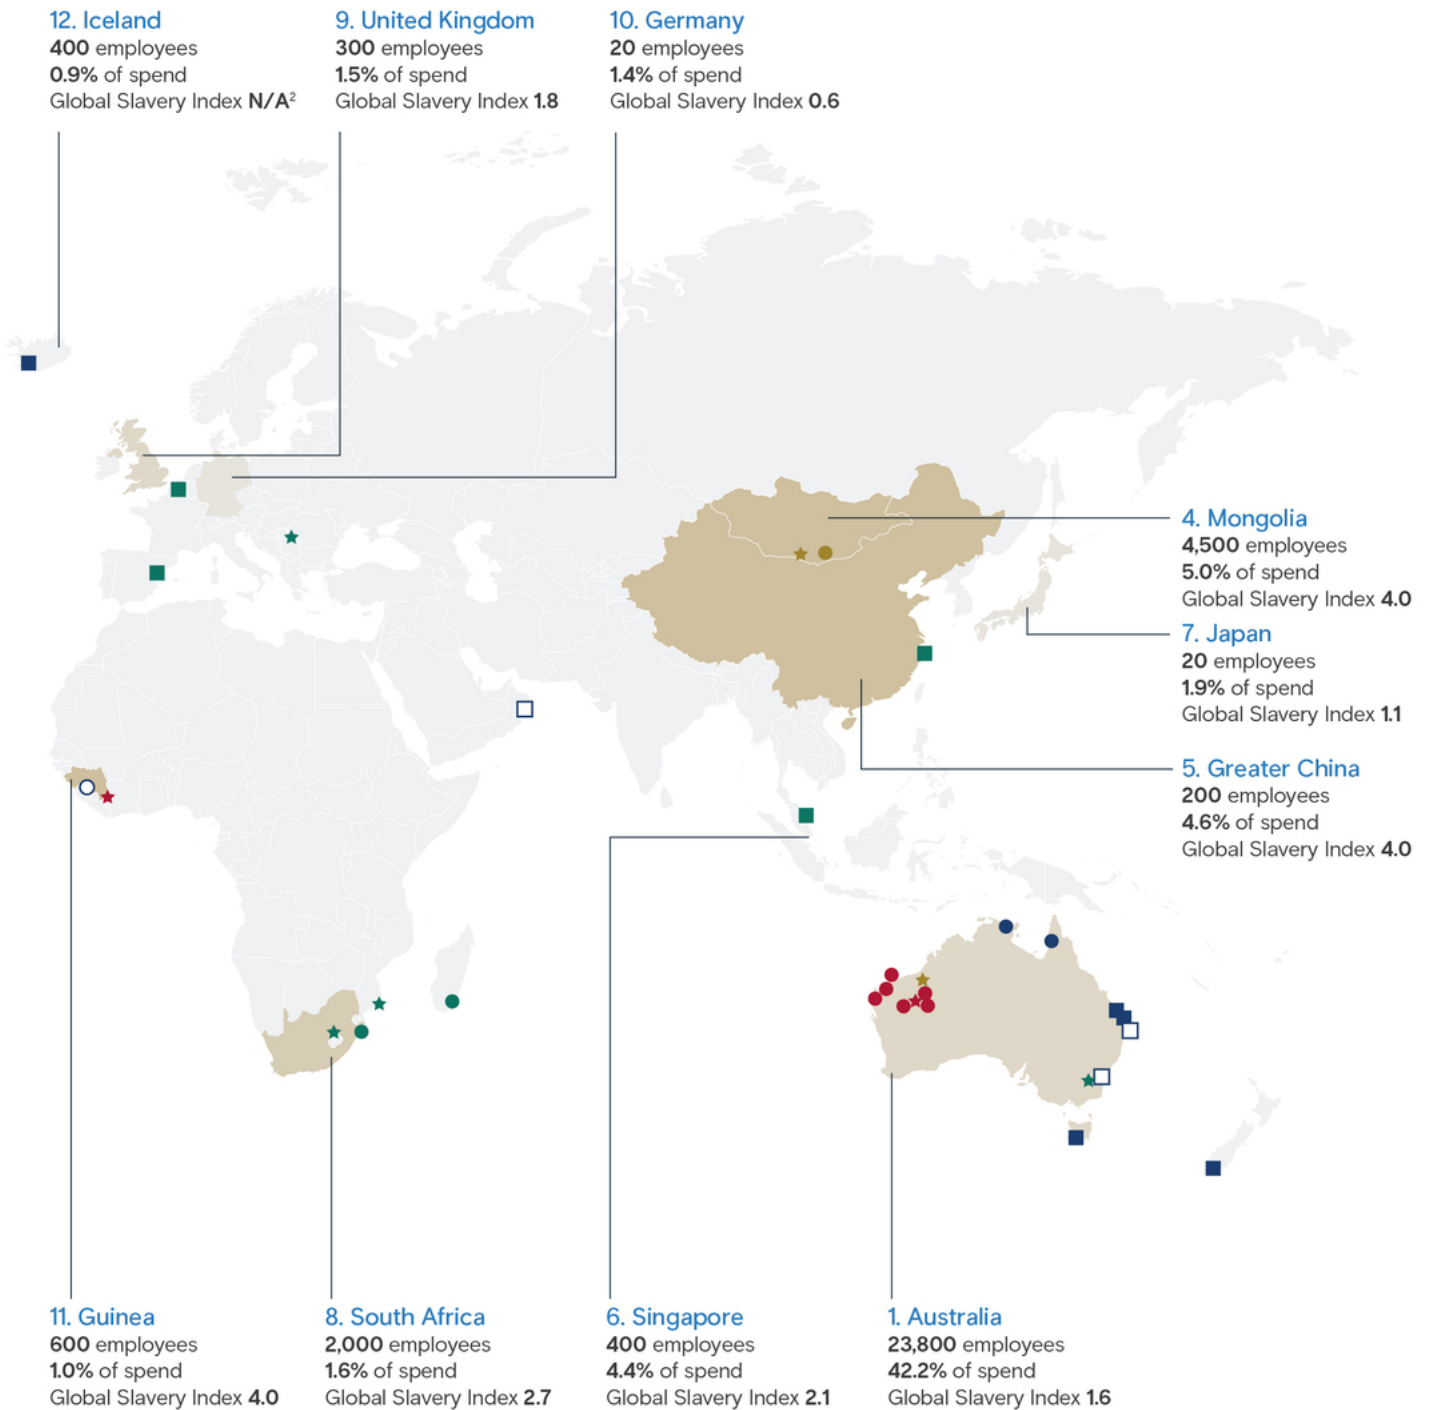 12. Iceland
400 employees
0.9% of spend
Global Slavery Index N/A²
9. United Kingdom
300 employees
1.5% of spend
Global Slavery Index 1.8
10. Germany
20 employees
1.4% of spend
Global Slavery Index 0.6
4. Mongolia
4,500 employees
5.0% of spend
Global Slavery Index 4.0
7. Japan
20 employees
1.9% of spend
Global Slavery Index 1.1
5. Greater China
200 employees
4.6% of spend
Global Slavery Index 4.0
11. Guinea
600 employees
1.0% of spend
Global Slavery Index 4.0
8. South Africa
2,000 employees
1.6% of spend
Global Slavery Index 2.7
6. Singapore
400 employees
4.4% of spend
Global Slavery Index 2.1
1. Australia
23,800 employees
42.2% of spend
Global Slavery Index 1.6